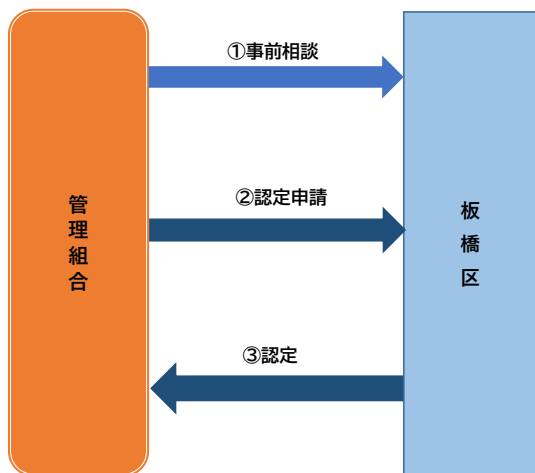 ①事前相談
②認定申請
管理組合
板橋区
③認定